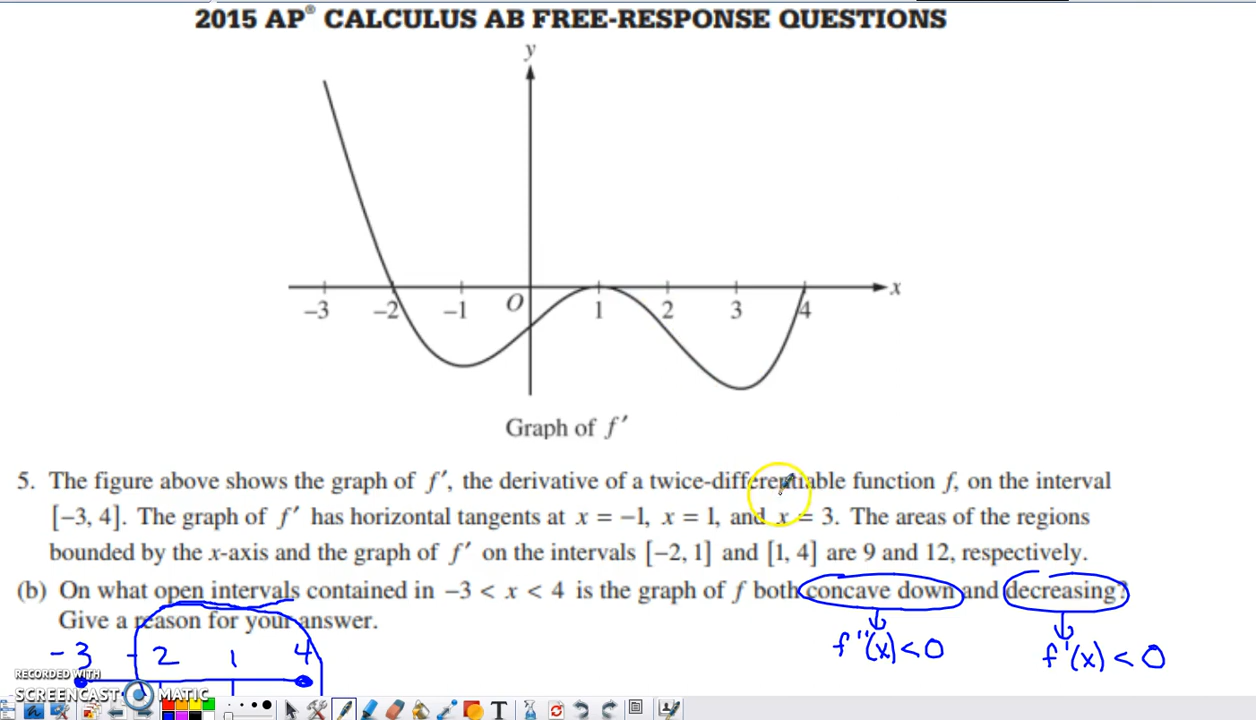 2015 AP® CALCULUS AB FREE-RESPONSE QUESTIONS
y
x
−3 −2 −1 O 1 2 3 4
Graph of f′
5. The figure above shows the graph of f′, the derivative of a twice-differentiable function f, on the interval
[−3, 4]. The graph of f′ has horizontal tangents at x = −1, x = 1, and x = 3. The areas of the regions
bounded by the x-axis and the graph of f′ on the intervals [−2, 1] and [1, 4] are 9 and 12, respectively.
(b) On what open intervals contained in −3 < x < 4 is the graph of f both concave down and decreasing?
Give a reason for your answer.
f″(x) < 0 f′(x) < 0
−3 −2 1 4
RECORDED WITH
SCREENCAST MATIC
T